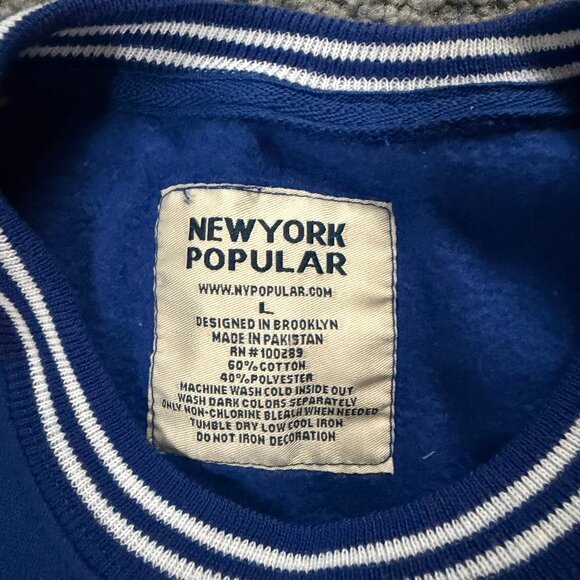 NEWYORK
POPULAR
WWW.NYPOPULAR.COM
L
DESIGNED IN BROOKLYN
MADE IN PAKISTAN
RN # 100289
60% COTTON
40% POLYESTER
MACHINE WASH COLD INSIDE OUT
WASH DARK COLORS SEPARATELY
ONLY NON-CHLORINE BLEACH WHEN NEEDED
TUMBLE DRY LOW COOL IRON
DO NOT IRON DECORATION